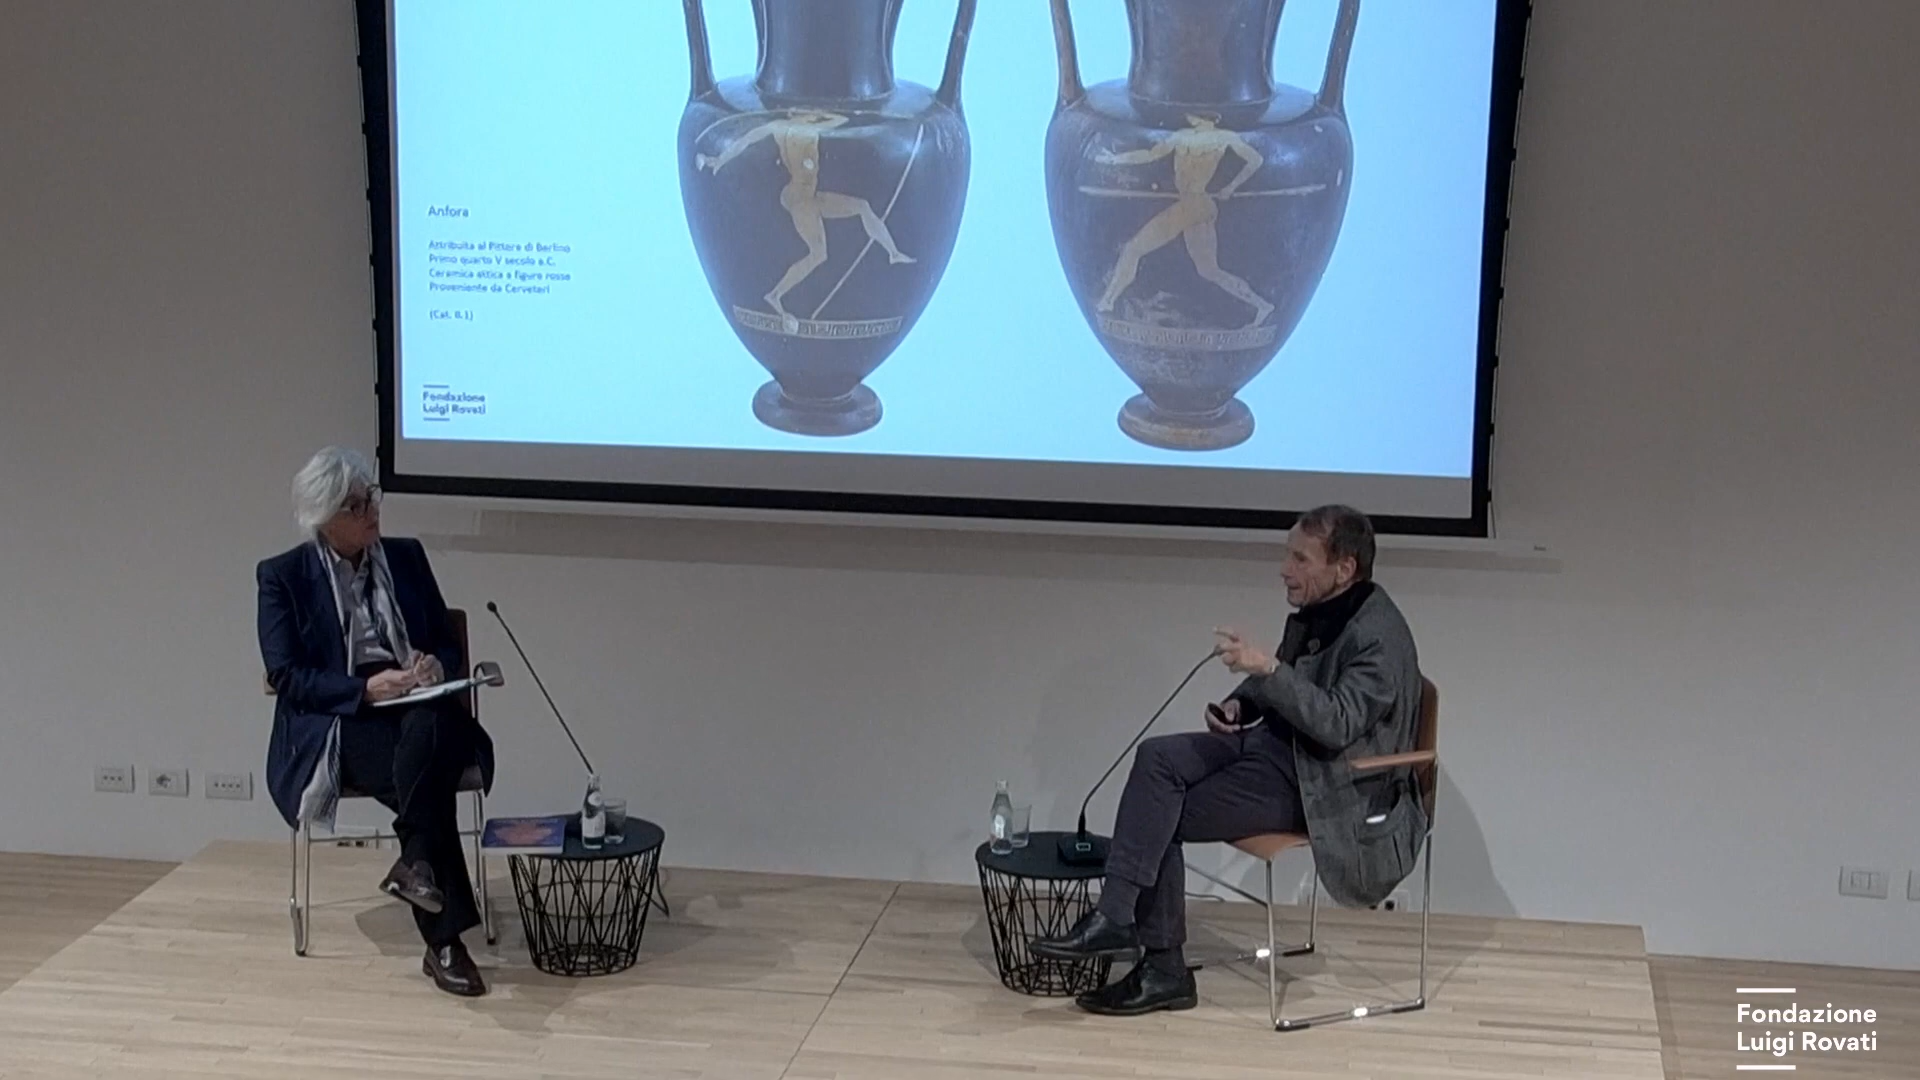 Anfora
Attribuita al Pittore di Berlino
Primo quarto V secolo a.C.
Ceramica attica a figure rosse
Proveniente da Cerveteri
(Cat. 8.1)
Fondazione
Luigi Rovati
Fondazione
Luigi Rovati